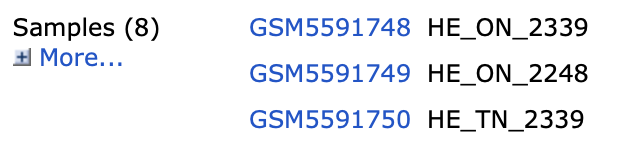 Samples (8) GSM5591748 HE_ON_2339
More...
GSM5591749 HE_ON_2248
GSM5591750 HE_TN_2339